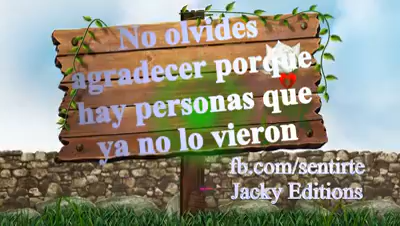 No olvides
agradecer porque
hay personas que
ya no lo vieron
fb.com/sentirte
Jacky Editions